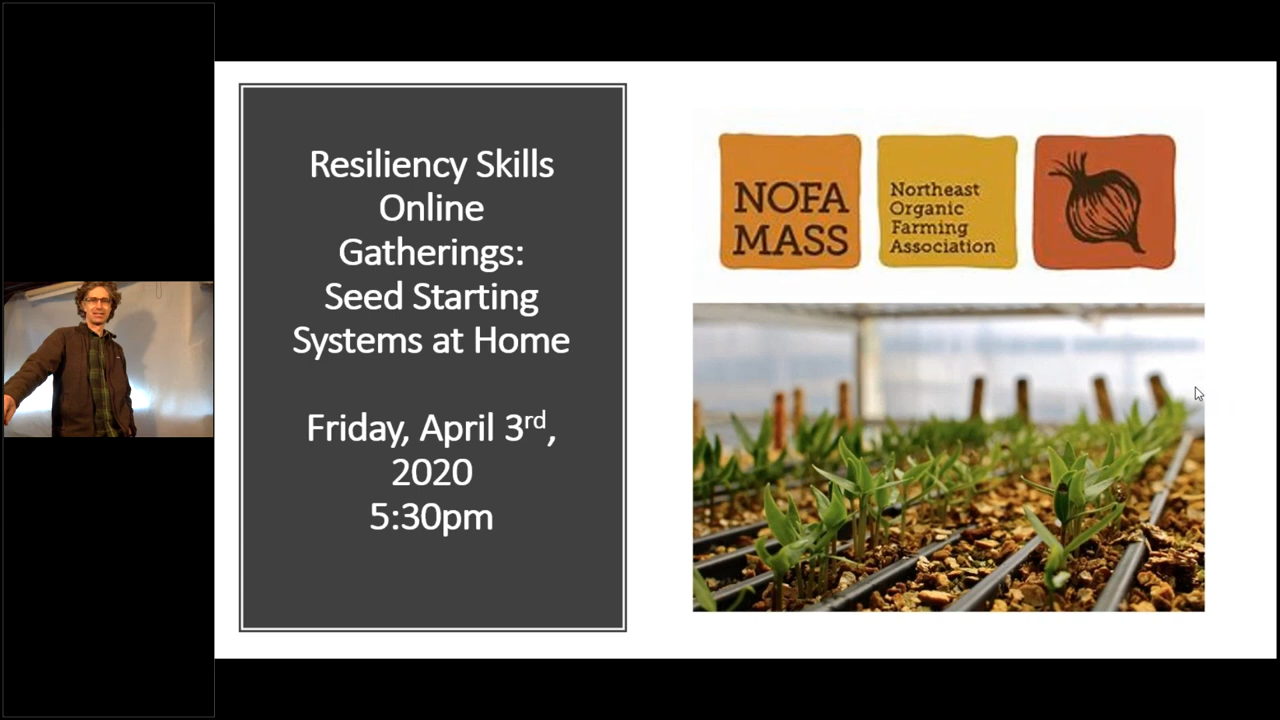 Resiliency Skills
Online
Gatherings:
Seed Starting
Systems at Home
Friday, April 3rd,
2020
5:30pm
NOFA
MASS
Northeast
Organic
Farming
Association